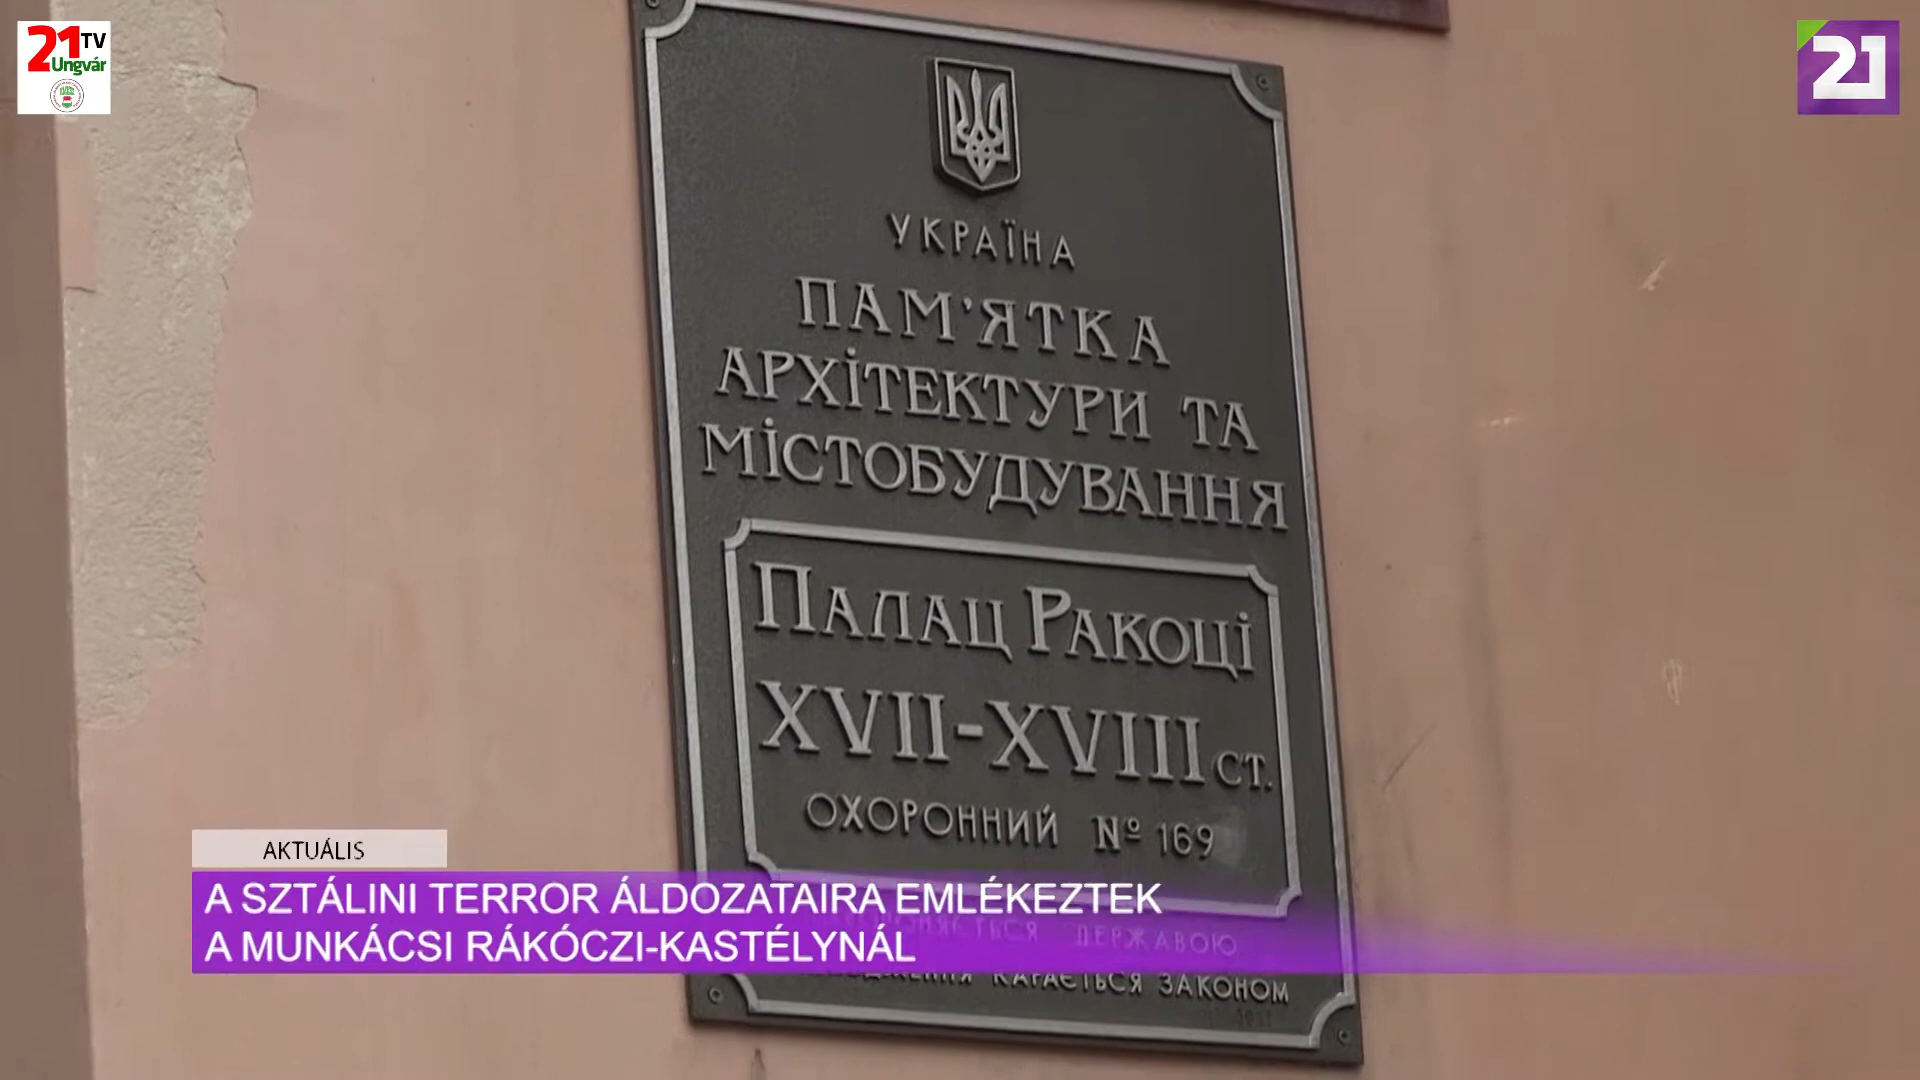 21 TV
Ungvár
21
УКРАЇНА
ПАМ'ЯТКА
АРХІТЕКТУРИ ТА
МІСТОБУДУВАННЯ
ПАЛАЦ РАКОЦІ
XVII-XVIII СТ.
ОХОРОННИЙ № 169
ДЕРЖАВОЮ
КАРАЄТЬСЯ ЗАКОНОМ
AKTUÁLIS
A SZTÁLINI TERROR ÁLDOZATAIRA EMLÉKEZTEK
A MUNKÁCSI RÁKÓCZI-KASTÉLYNÁL